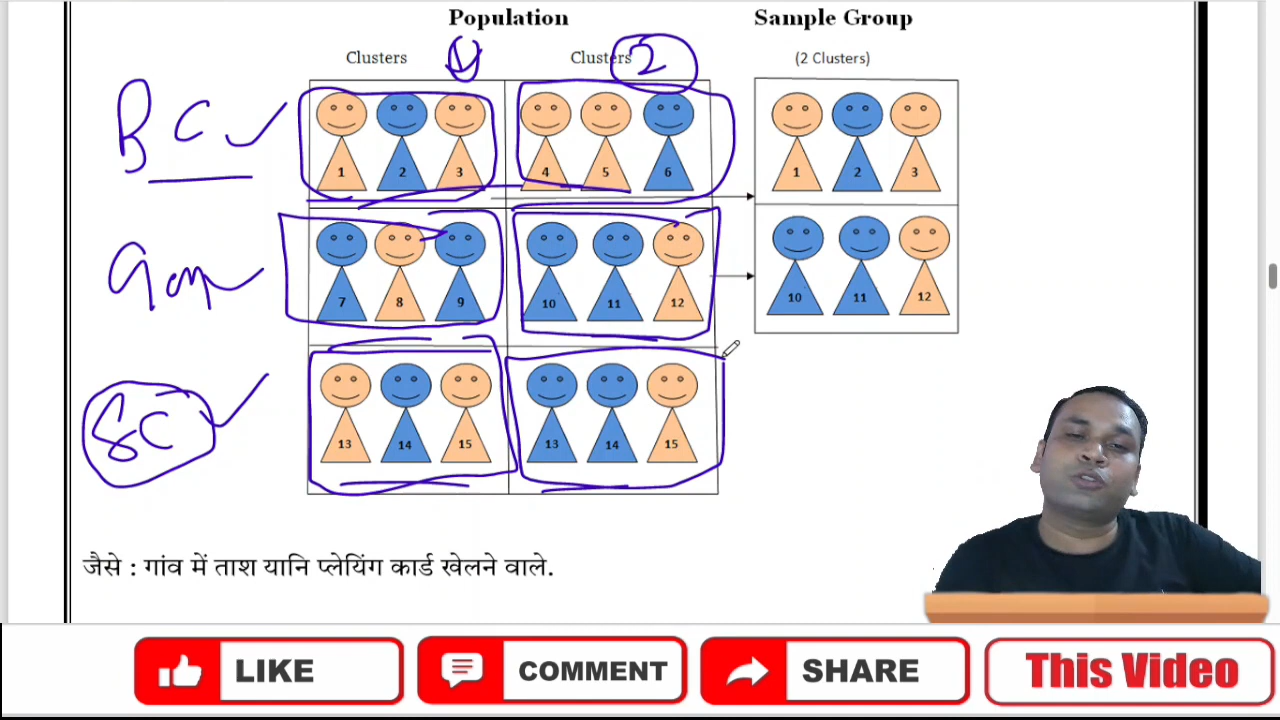 Population Sample Group
Clusters 1 Clusters 2 (2 Clusters)
BC
1 2 3 4 5 6 1 2 3
7 8 9 10 11 12 10 11 12
SC
13 14 15 13 14 15
जैसे : गांव में ताश यानि प्लेयिंग कार्ड खेलने वाले.
LIKE COMMENT SHARE This Video